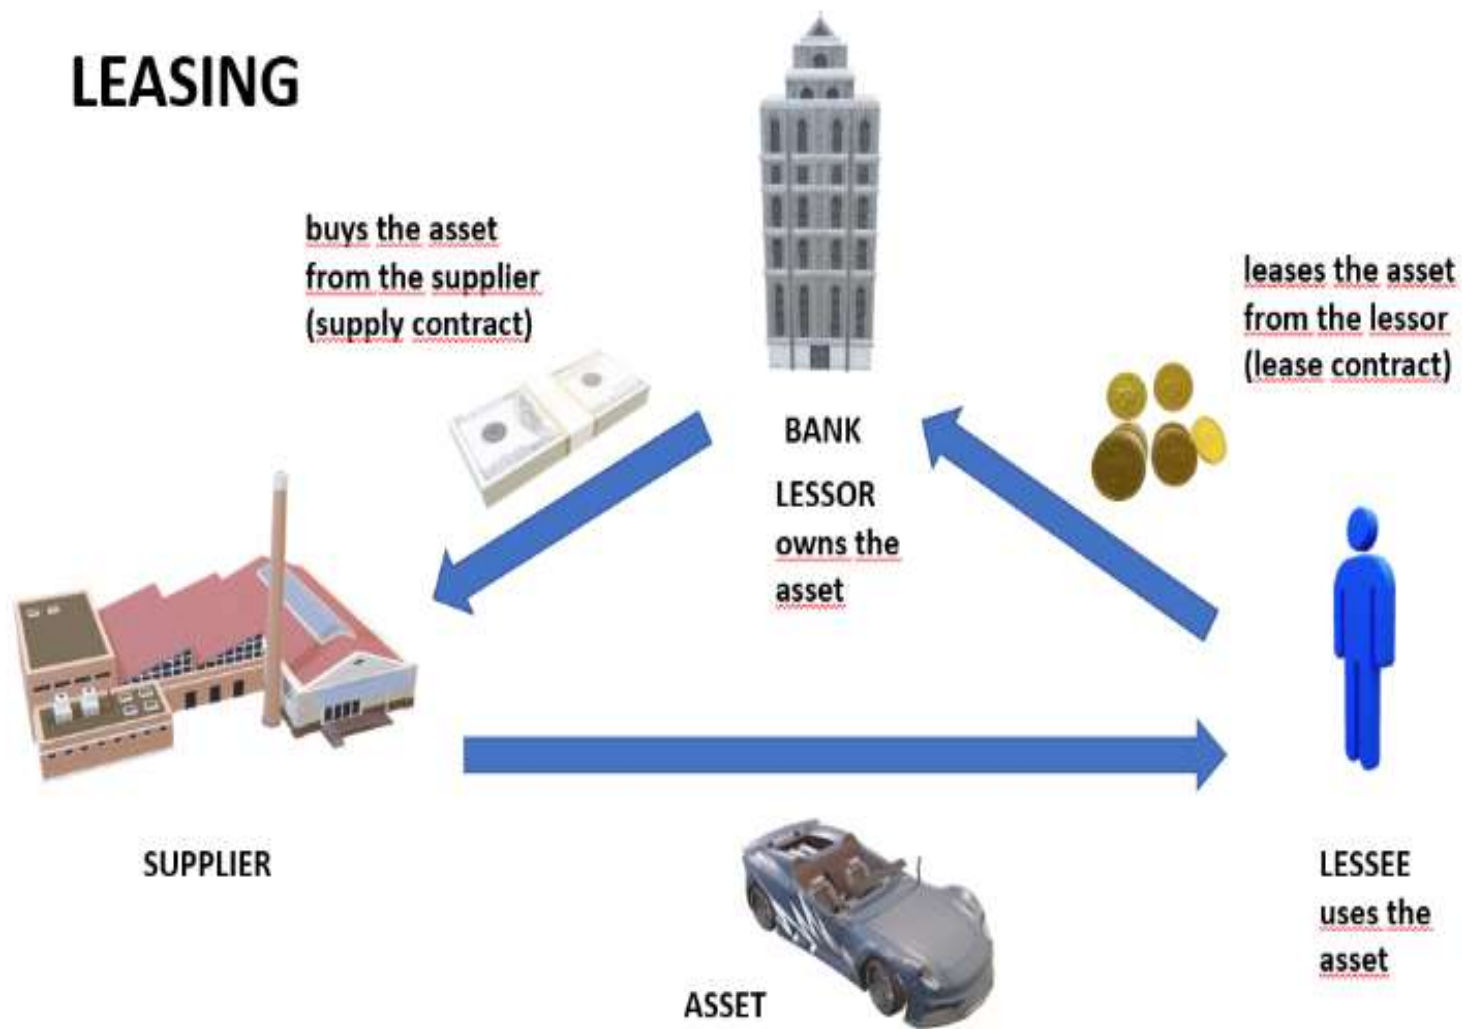 LEASING
buys the asset
from the supplier
(supply contract)
leases the asset
from the lessor
(lease contract)
BANK
LESSOR
owns the
asset
SUPPLIER
LESSEE
uses the
asset
ASSET